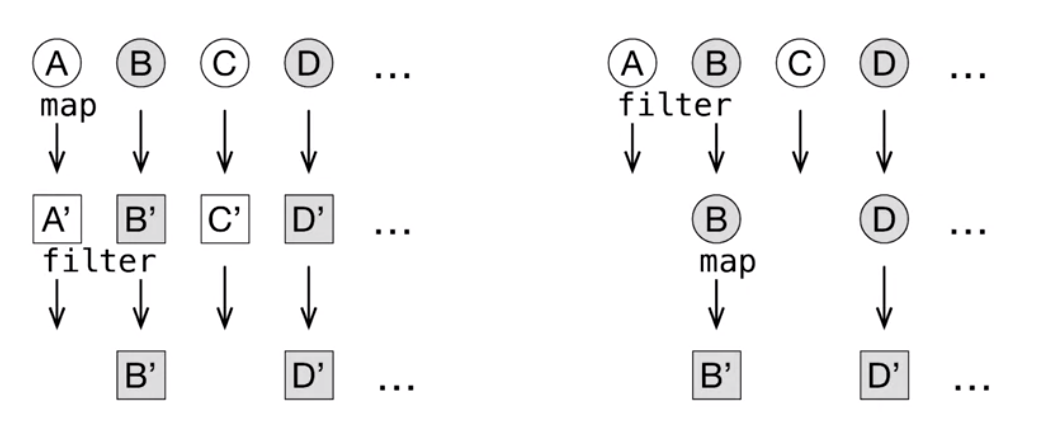 A B C D ...
map
A’ B’ C’ D’ ...
filter
B’ D’ ...
A B C D ...
filter
B D ...
map
B’ D’ ...